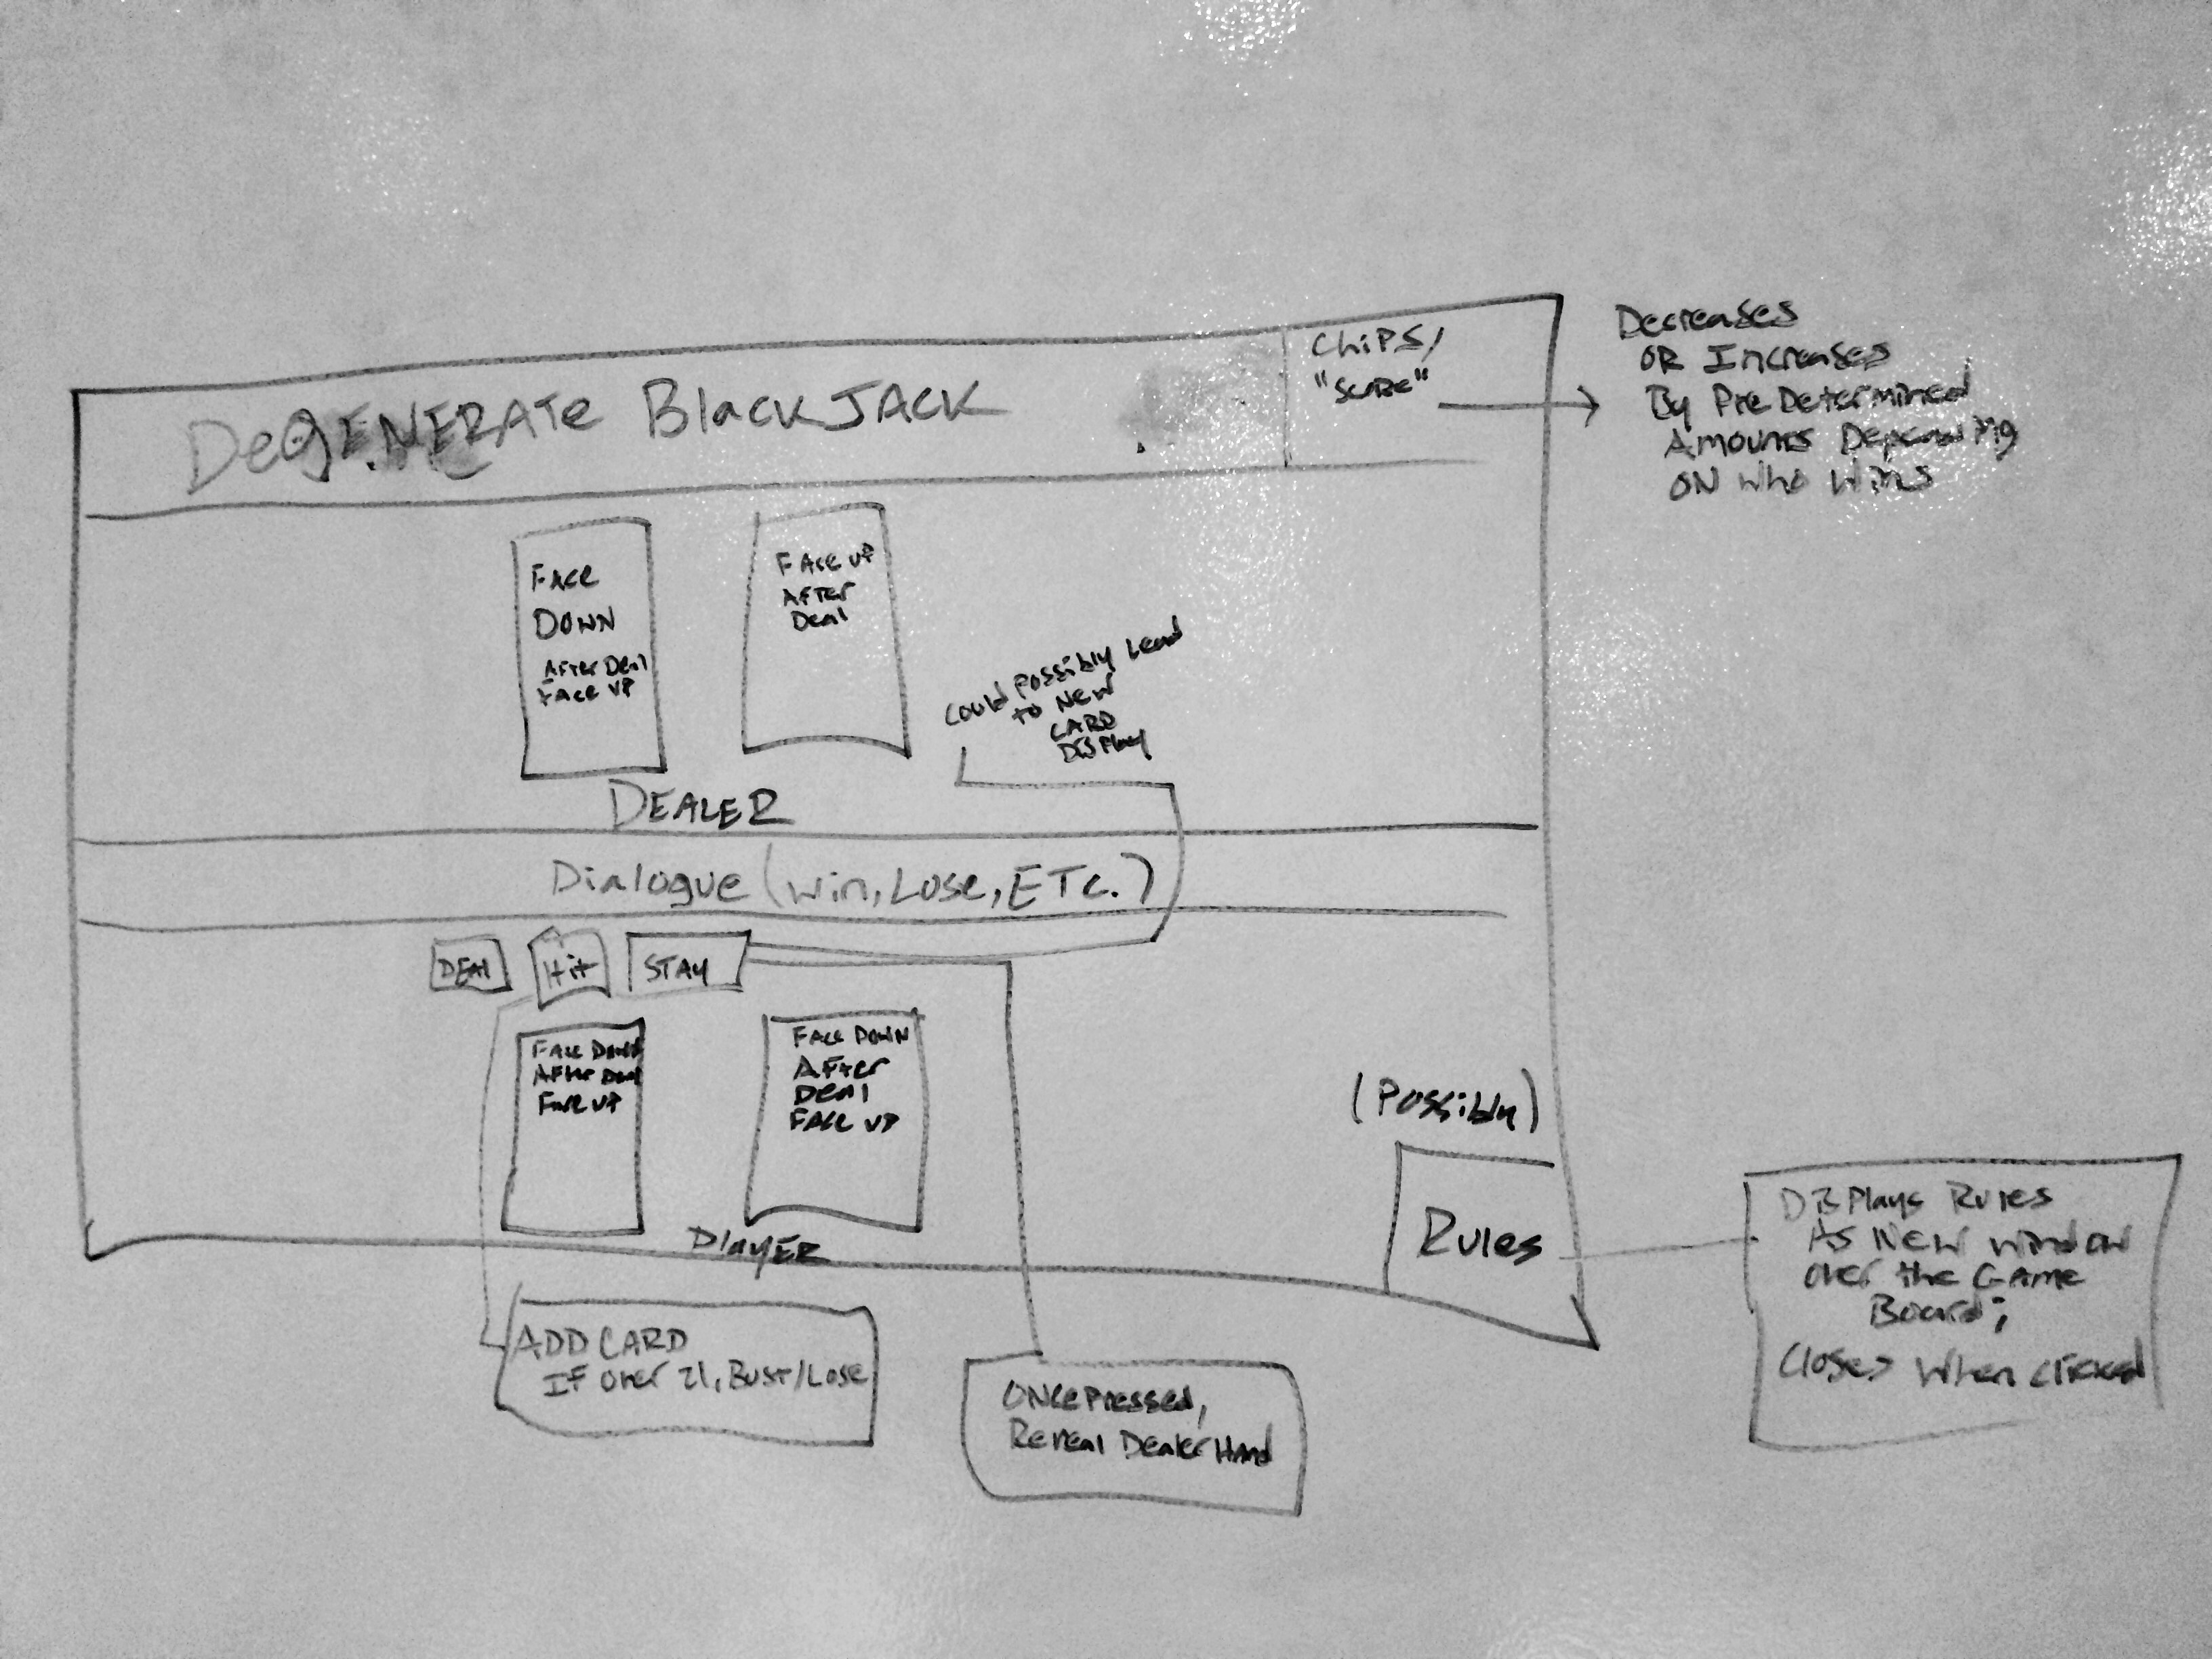 DeGENERATe BlackJACK
ChiPS/
"SCORE"
Decreases
OR Increases
By PreDetermined
Amounts Depending
ON who wins
FACe
DOWN
AFTer Deal
Face UP
FAce UP
AFTer
Deal
Could Possibly Lead
to New
CARD
DISPlay
DEALER
Dialogue (win, Lose, ETc.)
DEAl
Hit
STAY
FAce Down
AFter Deal
Face UP
FAce DOWN
AFter
Deal
FAce UP
PlAyER
(Possibly)
Rules
DISPlays Rules
As New window
over the GAme
Board;
Closes when clicked
ADD CARD
IF over 21, Bust/Lose
ONce Pressed,
Reveal Dealer Hand